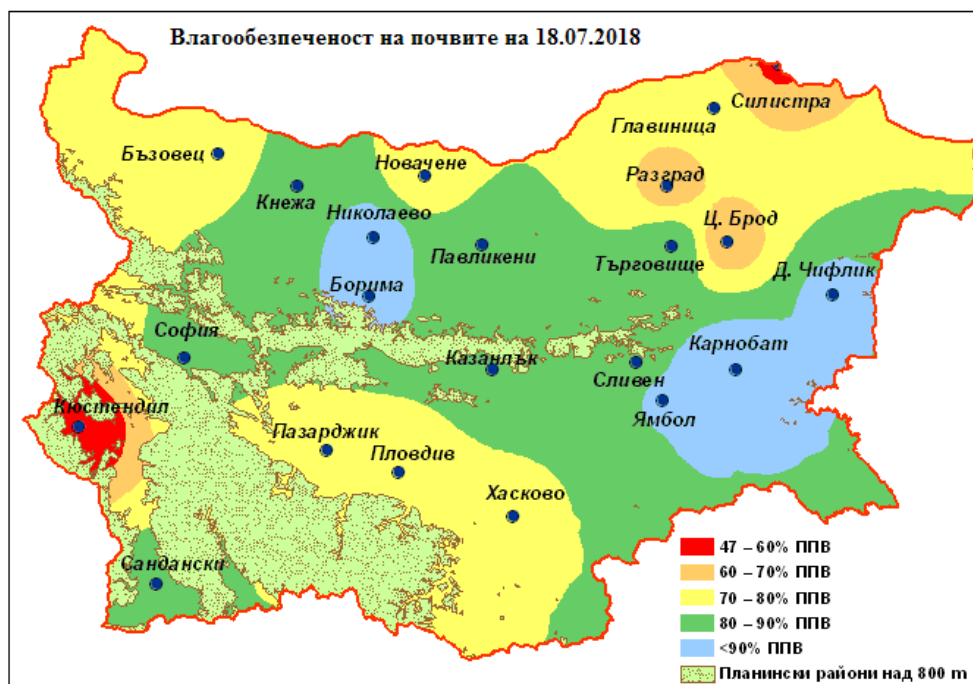 Влагообезпеченост на почвите на 18.07.2018
Силистра
Главиница
Бъзовец
Новачене
Разград
Кнежа
Николаево
Ц. Брод
Павликени
Търговище
Д. Чифлик
Борима
София
Казанлък
Карнобат
Сливен
Ямбол
Кюстендил
Пазарджик
Пловдив
Хасково
Сандански
47 – 60% ППВ
60 – 70% ППВ
70 – 80% ППВ
80 – 90% ППВ
<90% ППВ
Планински райони над 800 m